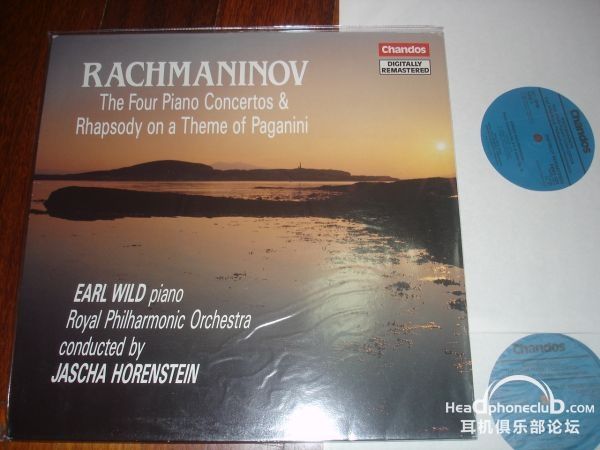 Chandos
DIGITALLY
REMASTERED
RACHMANINOV
The Four Piano Concertos &
Rhapsody on a Theme of Paganini
EARL WILD piano
Royal Philharmonic Orchestra
conducted by
JASCHA HORENSTEIN
Chandos
Chandos
HeadphoneclubD.com
耳机俱乐部论坛